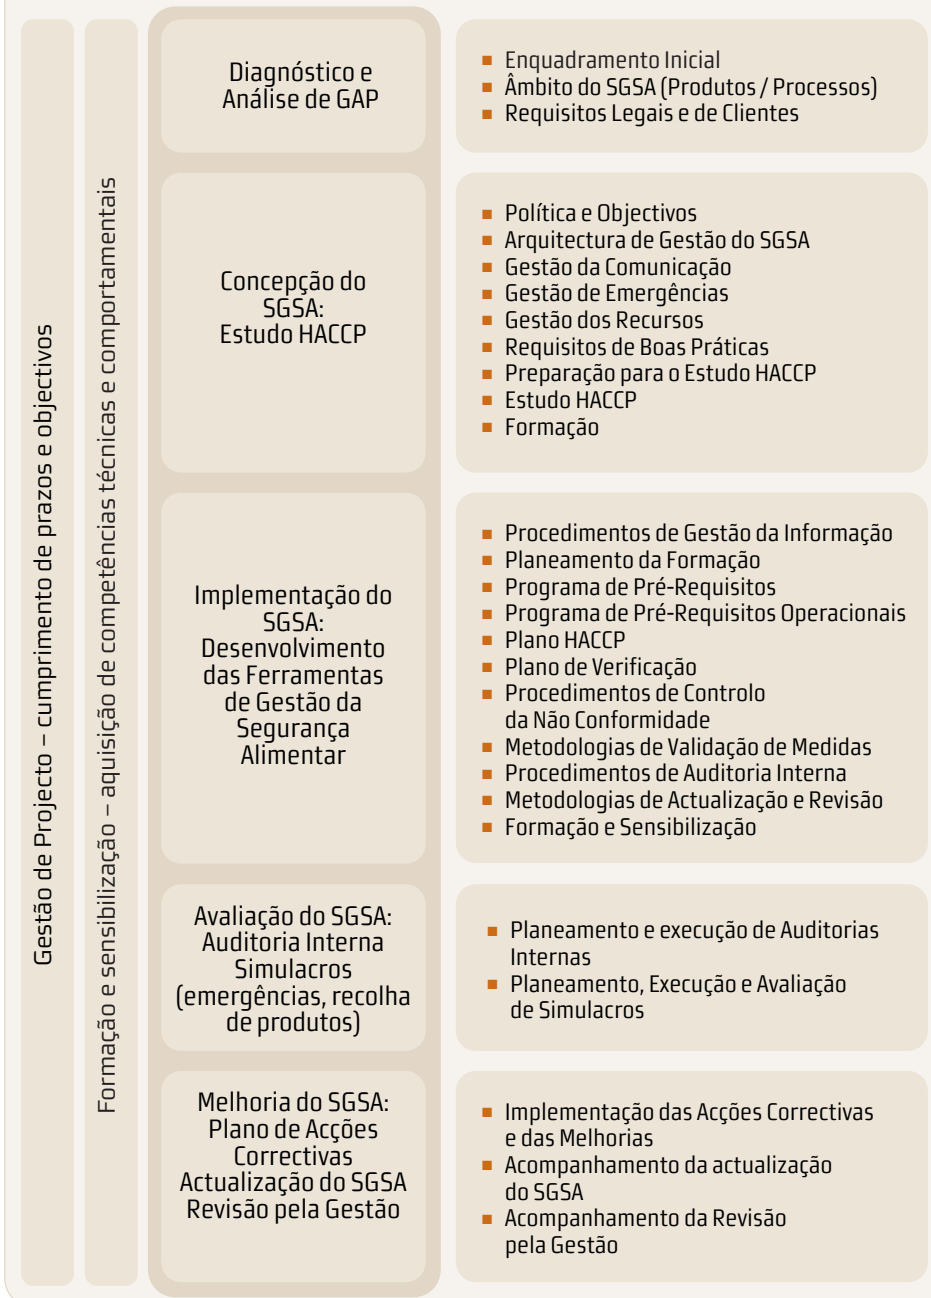 Gestão de Projecto – cumprimento de prazos e objectivos
Formação e sensibilização – aquisição de competências técnicas e comportamentais
Diagnóstico e
Análise de GAP
■ Enquadramento Inicial
■ Âmbito do SGSA (Produtos / Processos)
■ Requisitos Legais e de Clientes
Concepção do
SGSA:
Estudo HACCP
■ Política e Objectivos
■ Arquitectura de Gestão do SGSA
■ Gestão da Comunicação
■ Gestão de Emergências
■ Gestão dos Recursos
■ Requisitos de Boas Práticas
■ Preparação para o Estudo HACCP
■ Estudo HACCP
■ Formação
Implementação do
SGSA:
Desenvolvimento
das Ferramentas
de Gestão da
Segurança
Alimentar
■ Procedimentos de Gestão da Informação
■ Planeamento da Formação
■ Programa de Pré-Requisitos
■ Programa de Pré-Requisitos Operacionais
■ Plano HACCP
■ Plano de Verificação
■ Procedimentos de Controlo
da Não Conformidade
■ Metodologias de Validação de Medidas
■ Procedimentos de Auditoria Interna
■ Metodologias de Actualização e Revisão
■ Formação e Sensibilização
Avaliação do SGSA:
Auditoria Interna
Simulacros
(emergências, recolha
de produtos)
■ Planeamento e execução de Auditorias
Internas
■ Planeamento, Execução e Avaliação
de Simulacros
Melhoria do SGSA:
Plano de Acções
Correctivas
Actualização do SGSA
Revisão pela Gestão
■ Implementação das Acções Correctivas
e das Melhorias
■ Acompanhamento da actualização
do SGSA
■ Acompanhamento da Revisão
pela Gestão